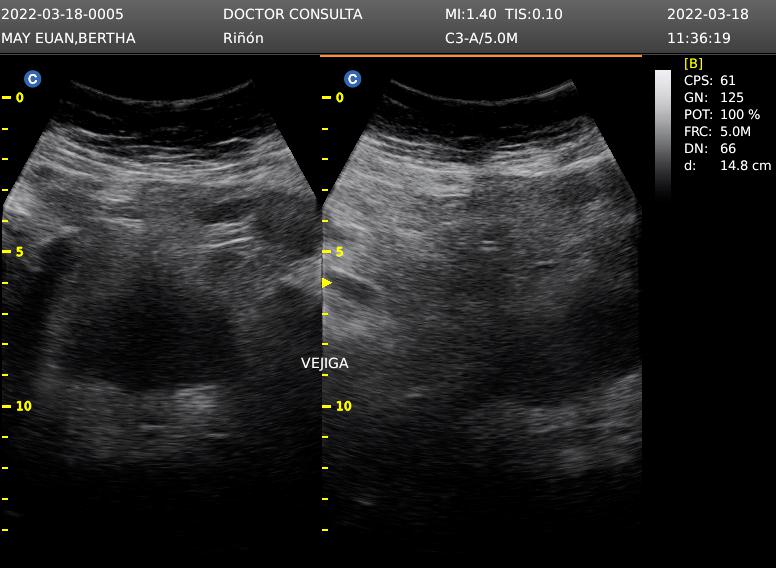 2022-03-18-0005 DOCTOR CONSULTA MI:1.40 TIS:0.10 2022-03-18
MAY EUAN,BERTHA Riñón C3-A/5.0M 11:36:19
[B]
C C
CPS: 61
0 0
GN: 125
POT: 100 %
FRC: 5.0M
DN: 66
d: 14.8 cm
5 5
VEJIGA
10 10